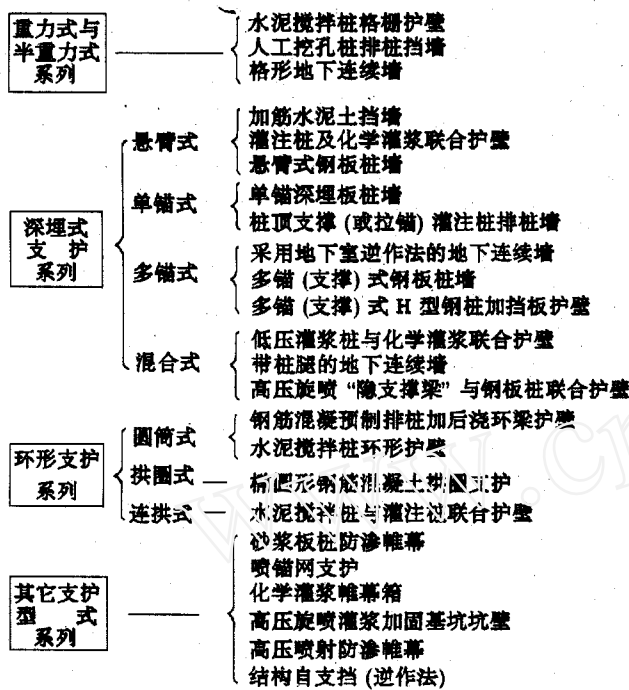 重力式与
半重力式
系列
水泥搅拌桩格栅护壁
人工挖孔桩排桩挡墙
格形地下连续墙
深埋式
支 护
系列
悬臂式
加筋水泥土挡墙
灌注桩及化学灌浆联合护壁
悬臂式钢板桩墙
单锚式
单锚深埋板桩墙
桩顶支撑(或拉锚)灌注桩排桩墙
多锚式
采用地下室逆作法的地下连续墙
多锚(支撑)式钢板桩墙
多锚(支撑)式 H 型钢桩加挡板护壁
混合式
低压灌浆桩与化学灌浆联合护壁
带桩腿的地下连续墙
高压旋喷“隐支撑梁”与钢板桩联合护壁
环形支护
系列
圆筒式
钢筋混凝预制排桩加后浇环梁护壁
水泥搅拌桩环形护壁
拱圈式
椭圆形钢筋混凝土拱圈支护
连拱式
水泥搅拌桩与灌注桩联合护壁
其它支护
型 式
系列
砂浆板桩防渗帷幕
喷锚网支护
化学灌浆帷幕箱
高压旋喷灌浆加固基坑坑壁
高压喷射防渗帷幕
结构自支挡(逆作法)